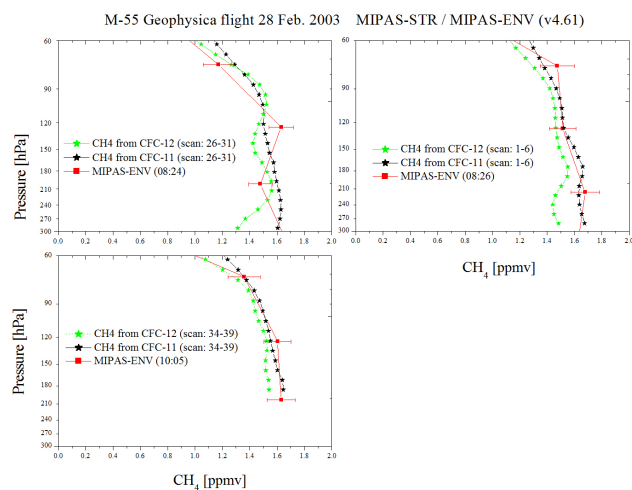 M-55 Geophysica flight 28 Feb. 2003 MIPAS-STR / MIPAS-ENV (v4.61)
Pressure [hPa]
60
90
120
150
180
210
240
270
300
CH4 from CFC-12 (scan: 26-31)
CH4 from CFC-11 (scan: 26-31)
MIPAS-ENV (08:24)
0.0 0.2 0.4 0.6 0.8 1.0 1.2 1.4 1.6 1.8 2.0
Pressure [hPa]
60
90
120
150
180
210
240
270
300
CH4 from CFC-12 (scan: 1-6)
CH4 from CFC-11 (scan: 1-6)
MIPAS-ENV (08:26)
0.0 0.2 0.4 0.6 0.8 1.0 1.2 1.4 1.6 1.8 2.0
CH4 [ppmv]
Pressure [hPa]
60
90
120
150
180
210
240
270
300
CH4 from CFC-12 (scan: 34-39)
CH4 from CFC-11 (scan: 34-39)
MIPAS-ENV (10:05)
0.0 0.2 0.4 0.6 0.8 1.0 1.2 1.4 1.6 1.8 2.0
CH4 [ppmv]